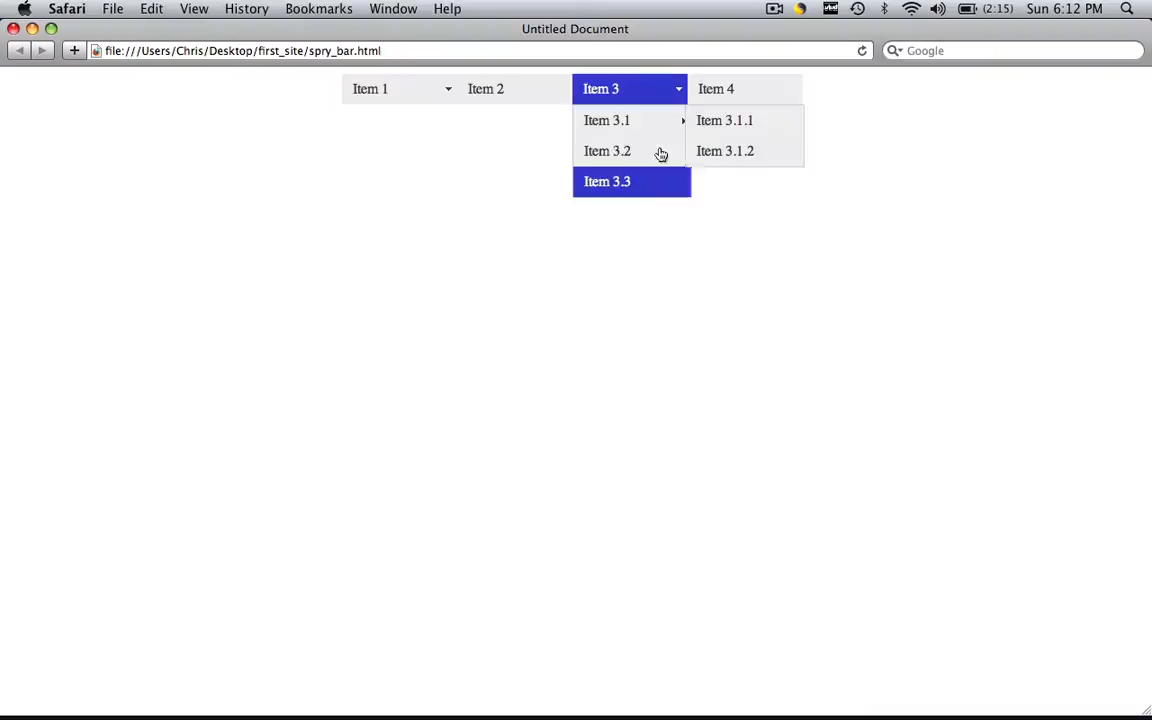 Safari File Edit View History Bookmarks Window Help (2:15) Sun 6:12 PM
Untitled Document
file:///Users/Chris/Desktop/first_site/spry_bar.html Google
Item 1 Item 2 Item 3 Item 4
Item 3.1 Item 3.1.1
Item 3.2 Item 3.1.2
Item 3.3